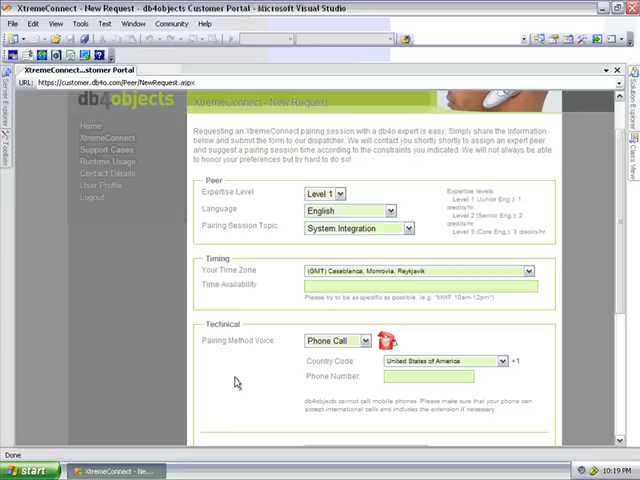 XtremeConnect - New Request - db4objects Customer Portal - Microsoft Visual Studio
File Edit View Tools Test Window Community Help
XtremeConnect...stomer Portal
URL: https://customer.db4o.com/Peer/NewRequest.aspx
Server Explorer
Toolbox
Solution Explorer
Class View
db4objects
XtremeConnect - New Request
Home
XtremeConnect
Support Cases
Runtime Usage
Contact Details
User Profile
Logout
Requesting an XtremeConnect pairing session with a db4o expert is easy. Simply share the information
below and submit the form to our dispatcher. We will contact you shortly shortly to assign an expert peer
and suggest a pairing session time according to the constraints you indicated. We will not always be
able to honor your preferences but try hard to do so!
Peer
Expertise Level Level 1
Language English
Pairing Session Topic System Integration
Expertise levels:
Level 1 (Junior Eng.): 1
credits/hr.
Level 2 (Senior Eng.): 2
credits/hr.
Level 3 (Core Eng.): 3 credits/hr.
Timing
Your Time Zone (GMT) Casablanca, Monrovia, Reykjavik
Time Availability
Please try to be as specific as possible. (e.g. "MWF 10am-12pm")
Technical
Pairing Method Voice: Phone Call
Country Code: United States of America +1
Phone Number:
db4objects cannot call mobile phones. Please make sure that your phone can
accept international calls and includes the extension if necessary.
Done
start
XtremeConnect - Ne...
10:19 PM